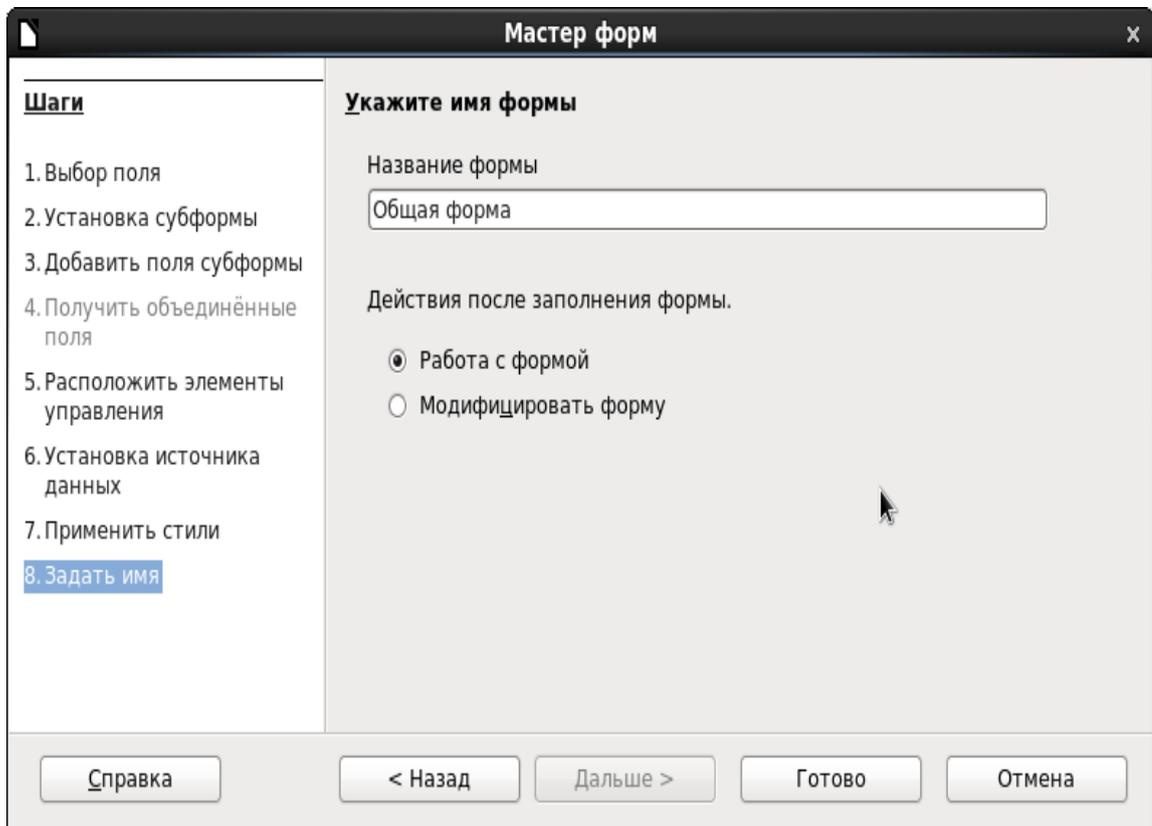 Мастер форм
Шаги
1. Выбор поля
2. Установка субформы
3. Добавить поля субформы
4. Получить объединённые
поля
5. Расположить элементы
управления
6. Установка источника
данных
7. Применить стили
8. Задать имя
Укажите имя формы
Название формы
Общая форма
Действия после заполнения формы.
Работа с формой
Модифицировать форму
Справка
< Назад
Дальше >
Готово
Отмена